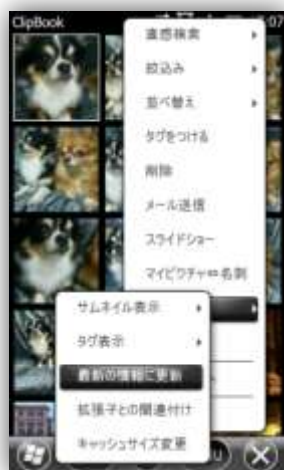 ClipBook
:07
直感検索
絞込み
並べ替え
タグをつける
削除
メール送信
スライドショー
マイピクチャ⇔名刺
サムネイル表示
タグ表示
最新の情報に更新
拡張子との関連付け
キャッシュサイズ変更